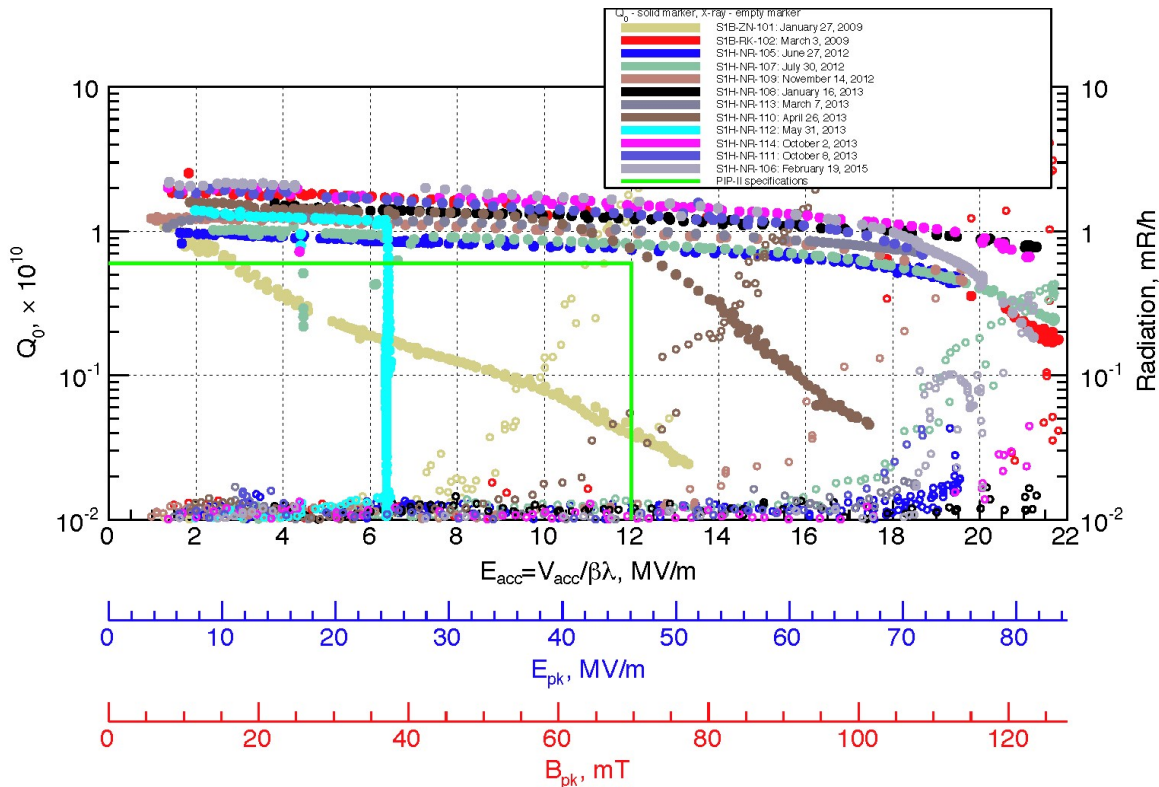 Q0 - solid marker, X-ray - empty marker
S1B-ZN-101: January 27, 2009
S1B-RK-102: March 3, 2009
S1H-NR-105: June 27, 2012
S1H-NR-107: July 30, 2012
S1H-NR-109: November 14, 2012
S1H-NR-108: January 16, 2013
S1H-NR-113: March 7, 2013
S1H-NR-110: April 26, 2013
S1H-NR-112: May 31, 2013
S1H-NR-114: October 2, 2013
S1H-NR-111: October 8, 2013
S1H-NR-106: February 19, 2015
PIP-II specifications
10
1
10^-1
10^-2
Q0, × 10^10
10
1
10^-1
10^-2
Radiation, mR/h
2 4 6 8 10 12 14 16 18 20 22
Eacc=Vacc/βλ, MV/m
0 10 20 30 40 50 60 70 80
Epk, MV/m
0 20 40 60 80 100 120
Bpk, mT